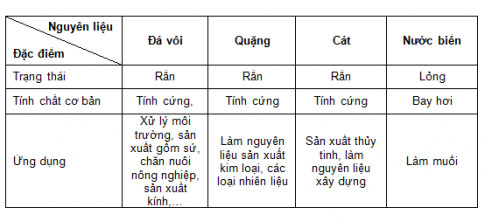 Nguyên liệu
Đặc điểm
Đá vôi
Quặng
Cát
Nước biển
Trạng thái
Rắn
Rắn
Rắn
Lỏng
Tính chất cơ bản
Tính cứng,
Tính cứng
Tính cứng
Bay hơi
Ứng dụng
Xử lý môi
trường, sản
xuất gốm sứ,
chăn nuôi
nông nghiệp,
sản xuất
kính,...
Làm nguyên
liệu sản xuất
kim loại, các
loại nhiên liệu
Sản xuất thủy
tinh, làm
nguyên liệu
xây dựng
Làm muối